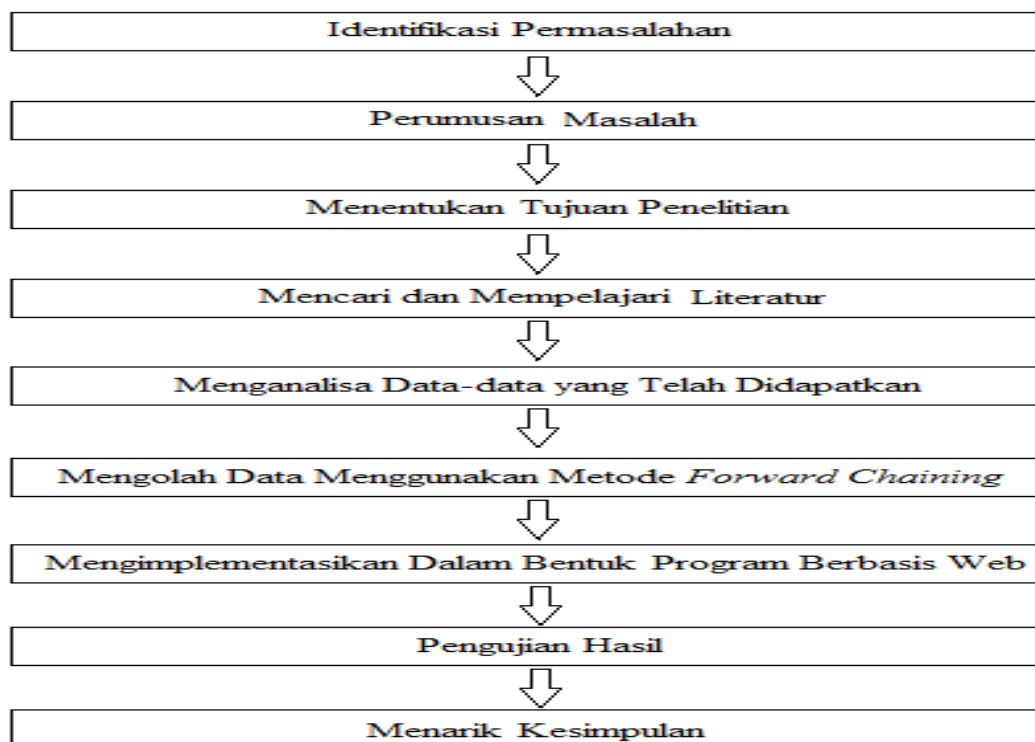 Identifikasi Permasalahan
Perumusan Masalah
Menentukan Tujuan Penelitian
Mencari dan Mempelajari Literatur
Menganalisa Data-data yang Telah Didapatkan
Mengolah Data Menggunakan Metode Forward Chaining
Mengimplementasikan Dalam Bentuk Program Berbasis Web
Pengujian Hasil
Menarik Kesimpulan